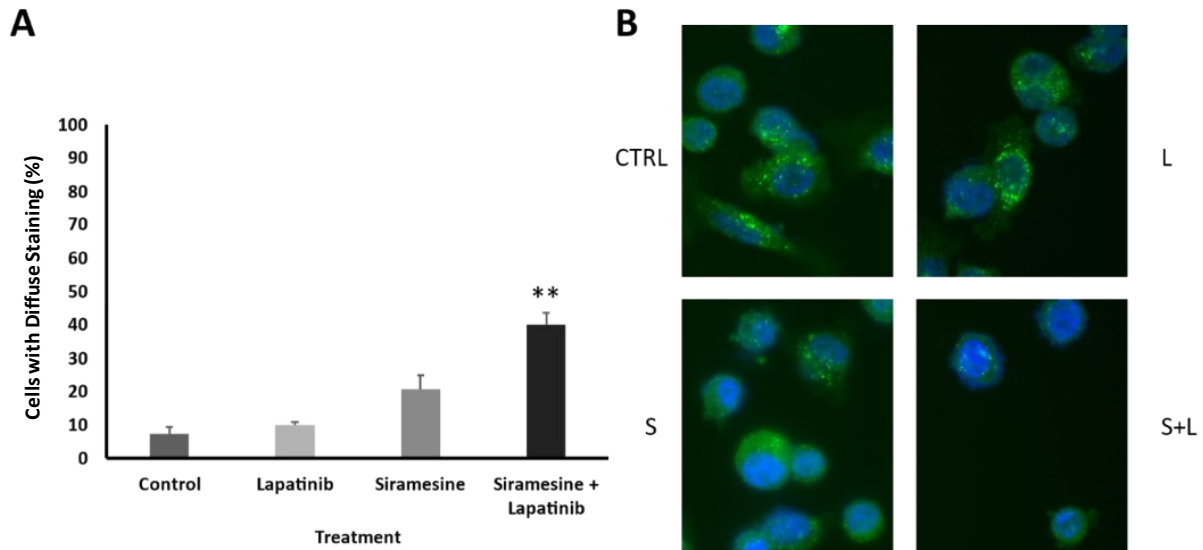 A
Cells with Diffuse Staining (%)
100
90
80
70
60
50
40
30
20
10
0
**
Control
Lapatinib
Siramesine
Siramesine +
Lapatinib
Treatment
B
CTRL
L
S
S+L